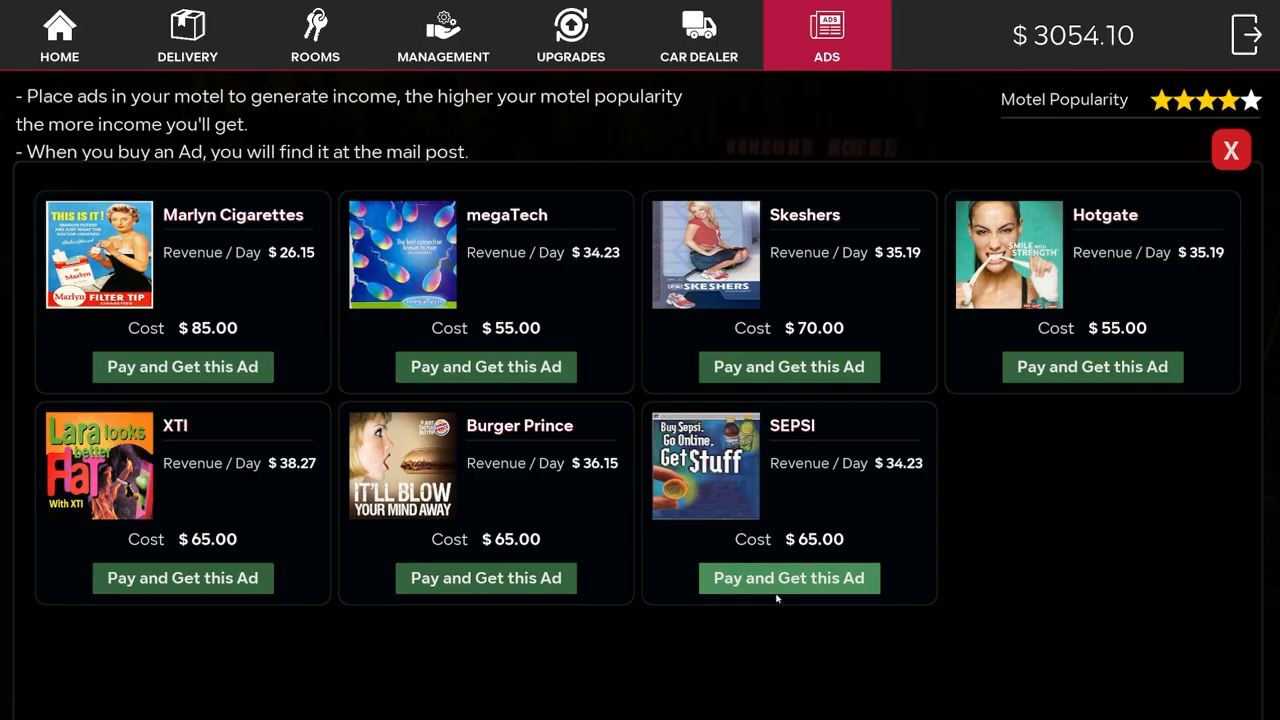 HOME
DELIVERY
ROOMS
MANAGEMENT
UPGRADES
CAR DEALER
ADS
ADS
$ 3054.10
- Place ads in your motel to generate income, the higher your motel popularity
the more income you'll get.
- When you buy an Ad, you will find it at the mail post.
Motel Popularity
MOTEL
X
THIS IS IT!
Marlyn
Marlyn FILTER TIP
CIGARETTES
Marlyn Cigarettes
Revenue / Day $ 26.15
Cost $ 85.00
Pay and Get this Ad
The best connection
megaTech
Revenue / Day $ 34.23
Cost $ 55.00
Pay and Get this Ad
SKESHERS
Skeshers
Revenue / Day $ 35.19
Cost $ 70.00
Pay and Get this Ad
SMILE WITH
STRENGTH
Hotgate
Revenue / Day $ 35.19
Cost $ 55.00
Pay and Get this Ad
Lara looks
better
Flat
With XTI
XTI
Revenue / Day $ 38.27
Cost $ 65.00
Pay and Get this Ad
IT'LL BLOW
YOUR MIND AWAY
Burger Prince
Revenue / Day $ 36.15
Cost $ 65.00
Pay and Get this Ad
Buy Sepsi.
Go Online.
Get Stuff
SEPSI
Revenue / Day $ 34.23
Cost $ 65.00
Pay and Get this Ad